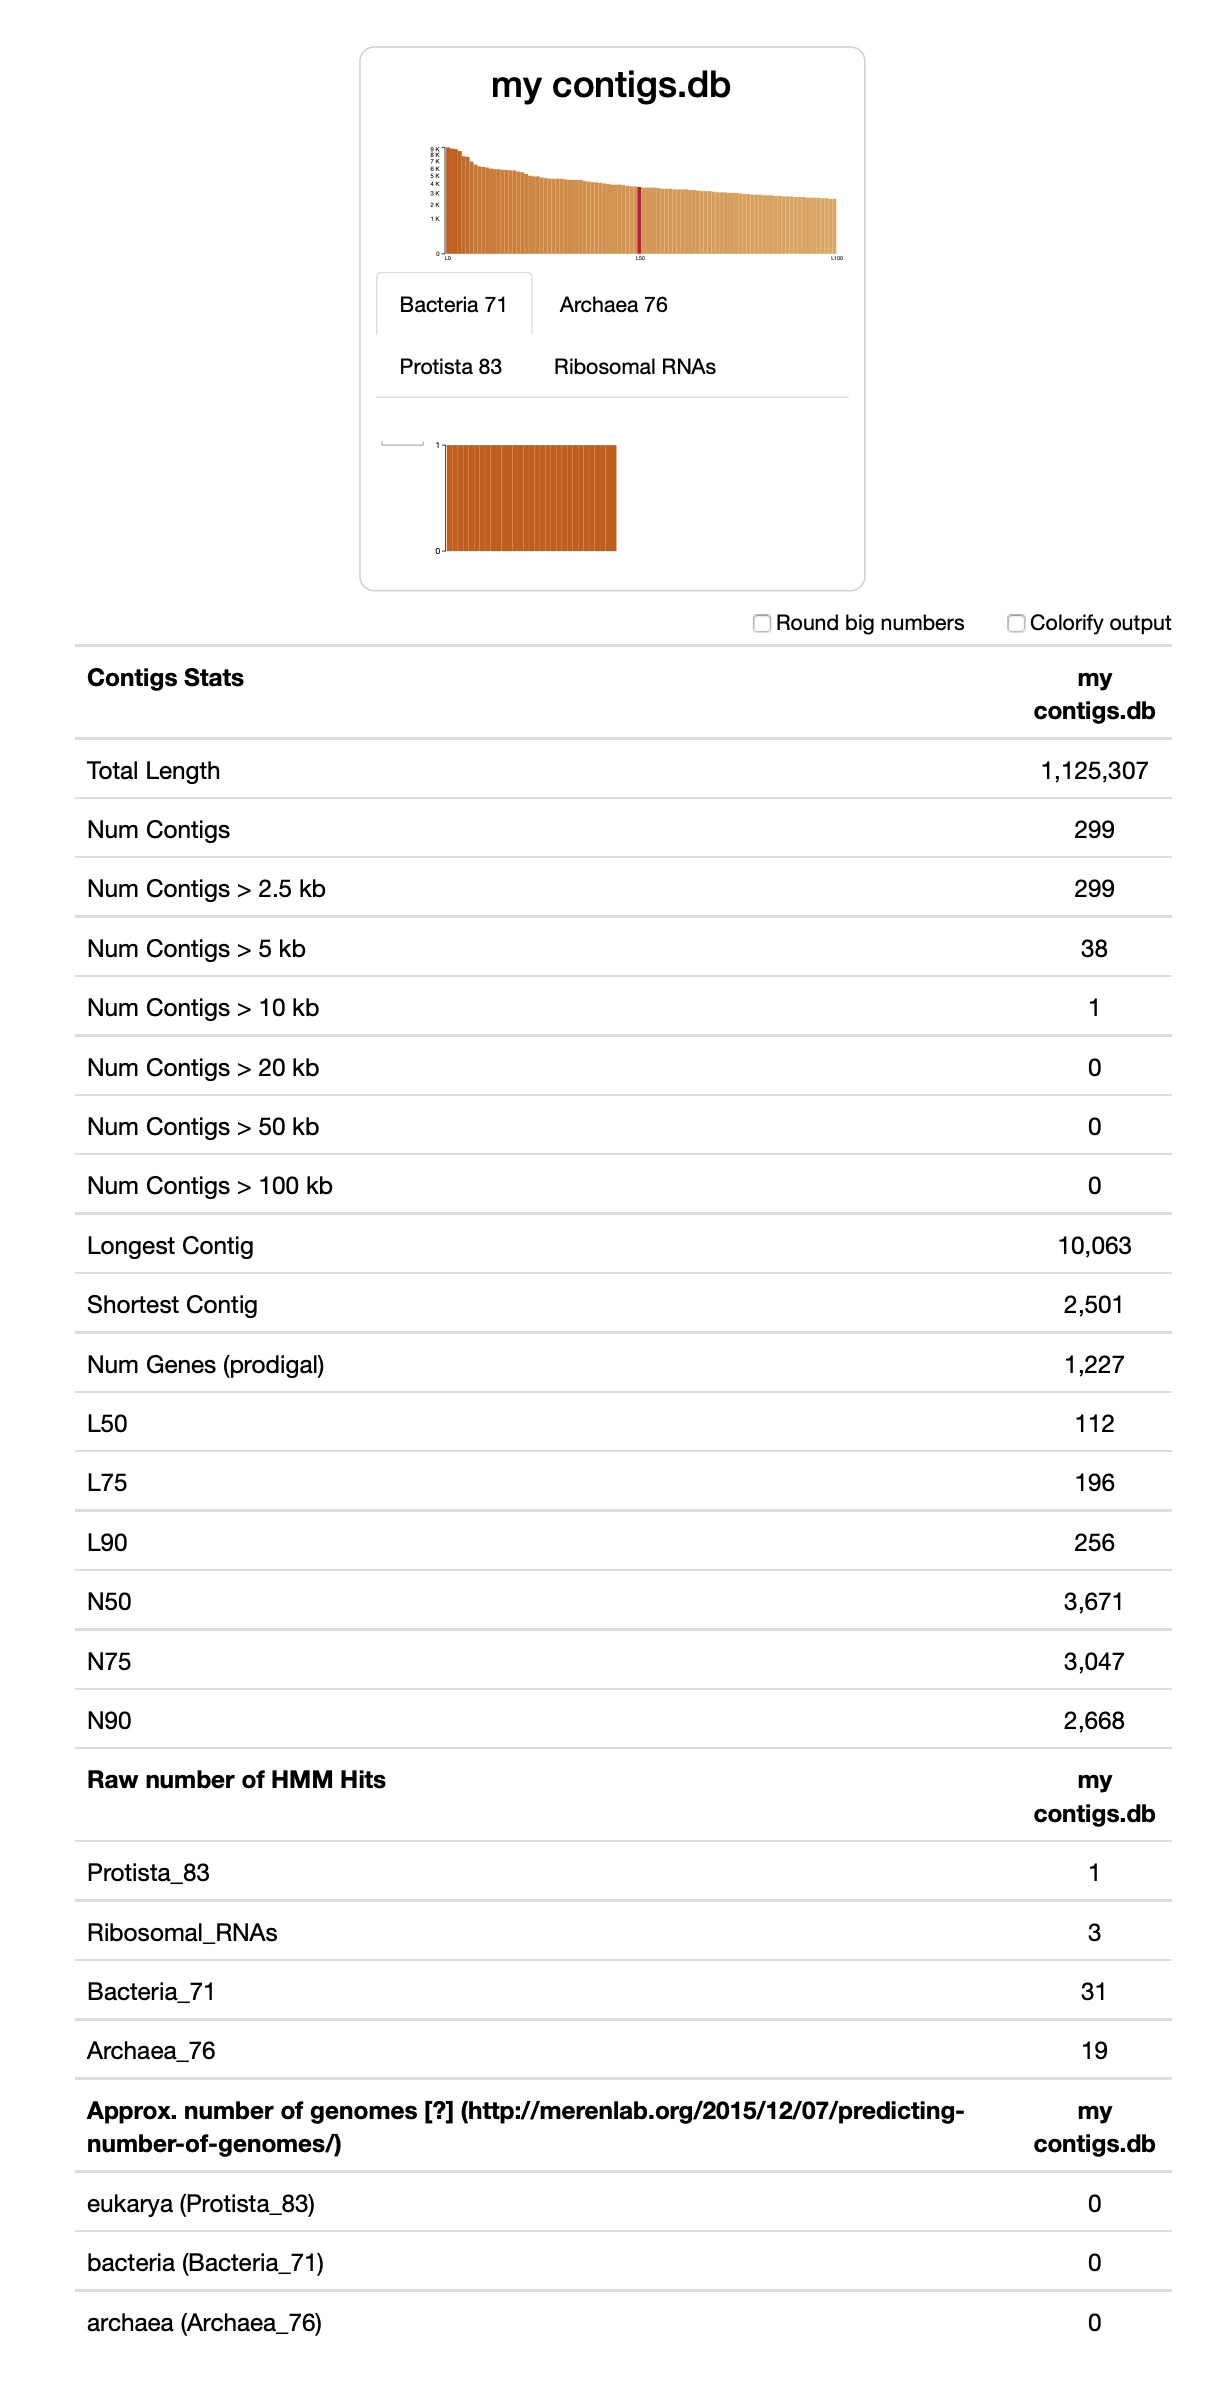 my contigs.db
9 K
8 K
7 K
6 K
5 K
4 K
3 K
2 K
1 K
0
L0 L50 L100
Bacteria 71 Archaea 76
Protista 83 Ribosomal RNAs
1
0
Round big numbers Colorify output
Contigs Stats my
contigs.db
Total Length 1,125,307
Num Contigs 299
Num Contigs > 2.5 kb 299
Num Contigs > 5 kb 38
Num Contigs > 10 kb 1
Num Contigs > 20 kb 0
Num Contigs > 50 kb 0
Num Contigs > 100 kb 0
Longest Contig 10,063
Shortest Contig 2,501
Num Genes (prodigal) 1,227
L50 112
L75 196
L90 256
N50 3,671
N75 3,047
N90 2,668
Raw number of HMM Hits my
contigs.db
Protista_83 1
Ribosomal_RNAs 3
Bacteria_71 31
Archaea_76 19
Approx. number of genomes [?] (http://merenlab.org/2015/12/07/predicting- my
number-of-genomes/) contigs.db
eukarya (Protista_83) 0
bacteria (Bacteria_71) 0
archaea (Archaea_76) 0